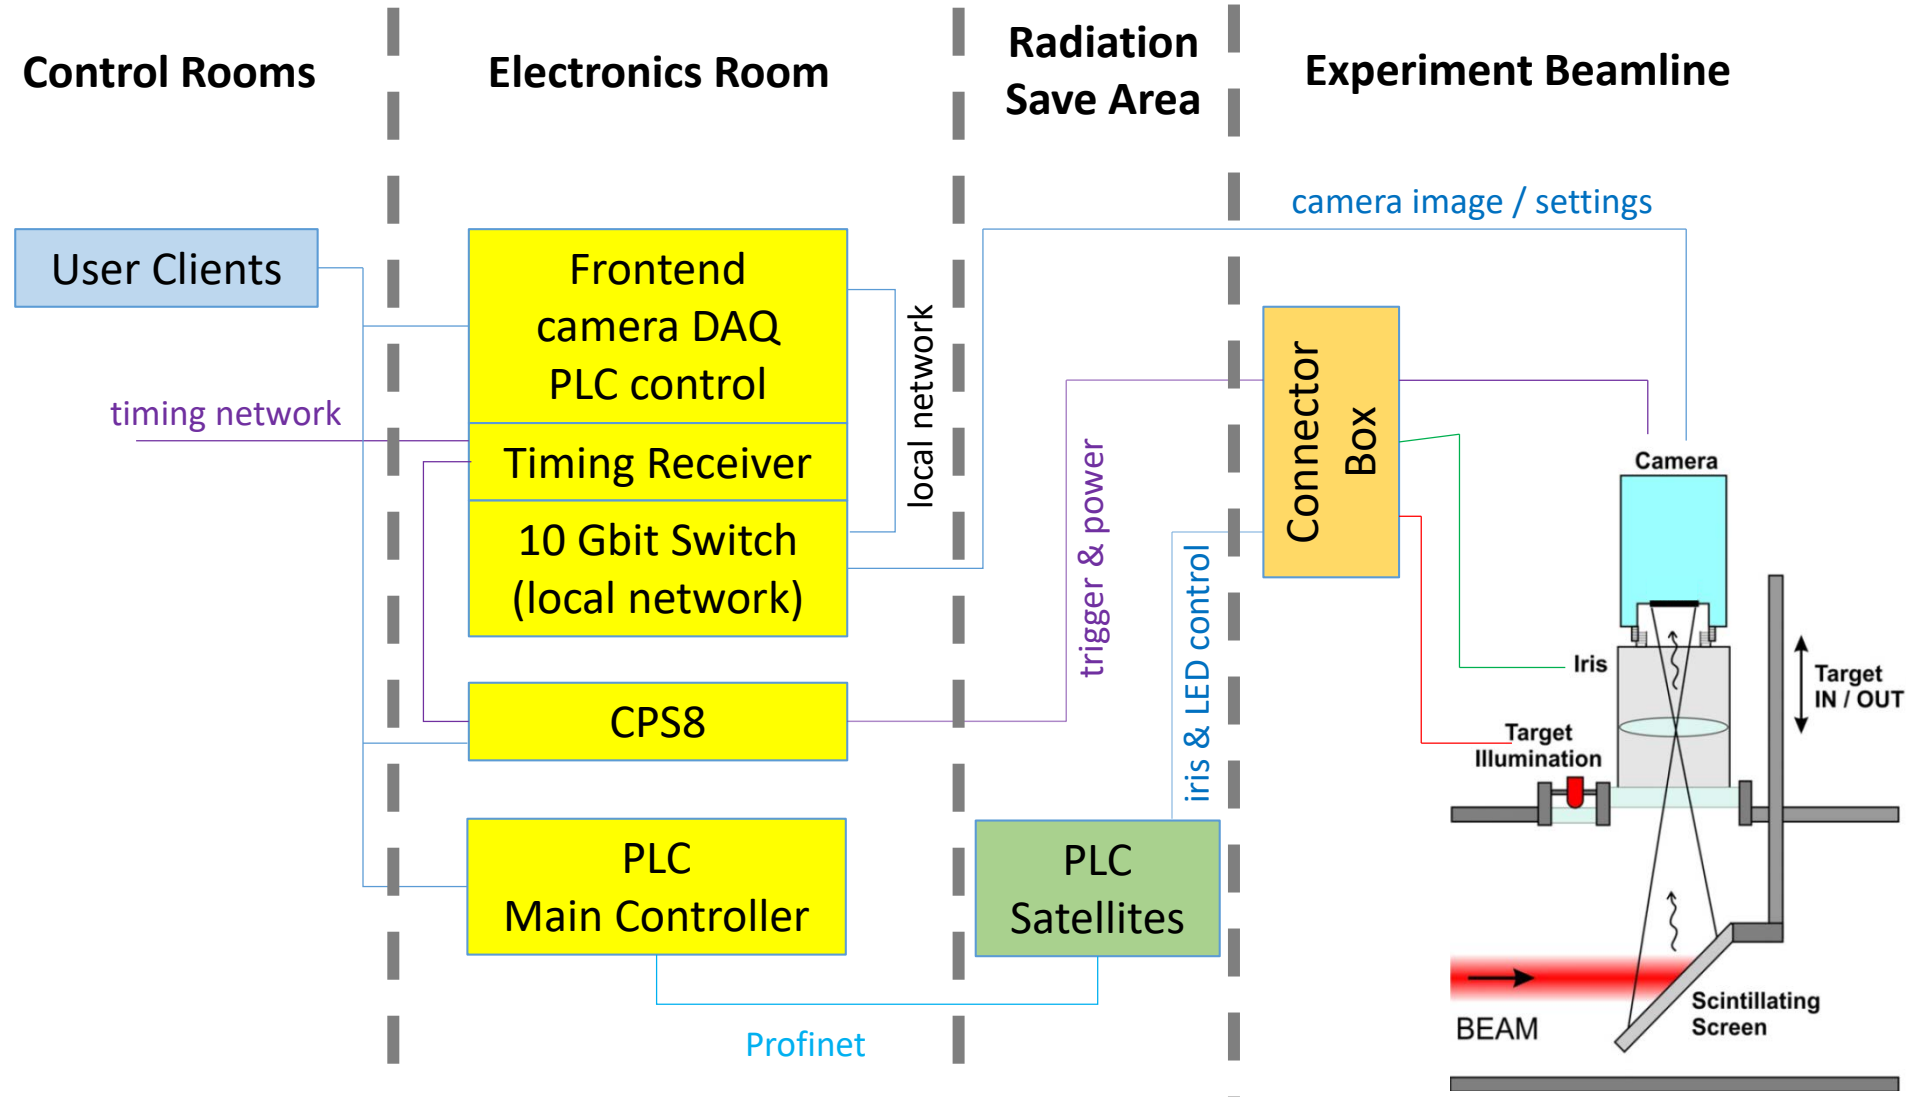 Control Rooms
Electronics Room
Radiation
Save Area
Experiment Beamline
camera image / settings
User Clients
Frontend
camera DAQ
PLC control
local network
timing network
Timing Receiver
10 Gbit Switch
(local network)
trigger & power
iris & LED control
Connector
Box
Camera
Iris
Target
IN / OUT
Target
Illumination
CPS8
PLC
Main Controller
PLC
Satellites
Profinet
BEAM
Scintillating
Screen